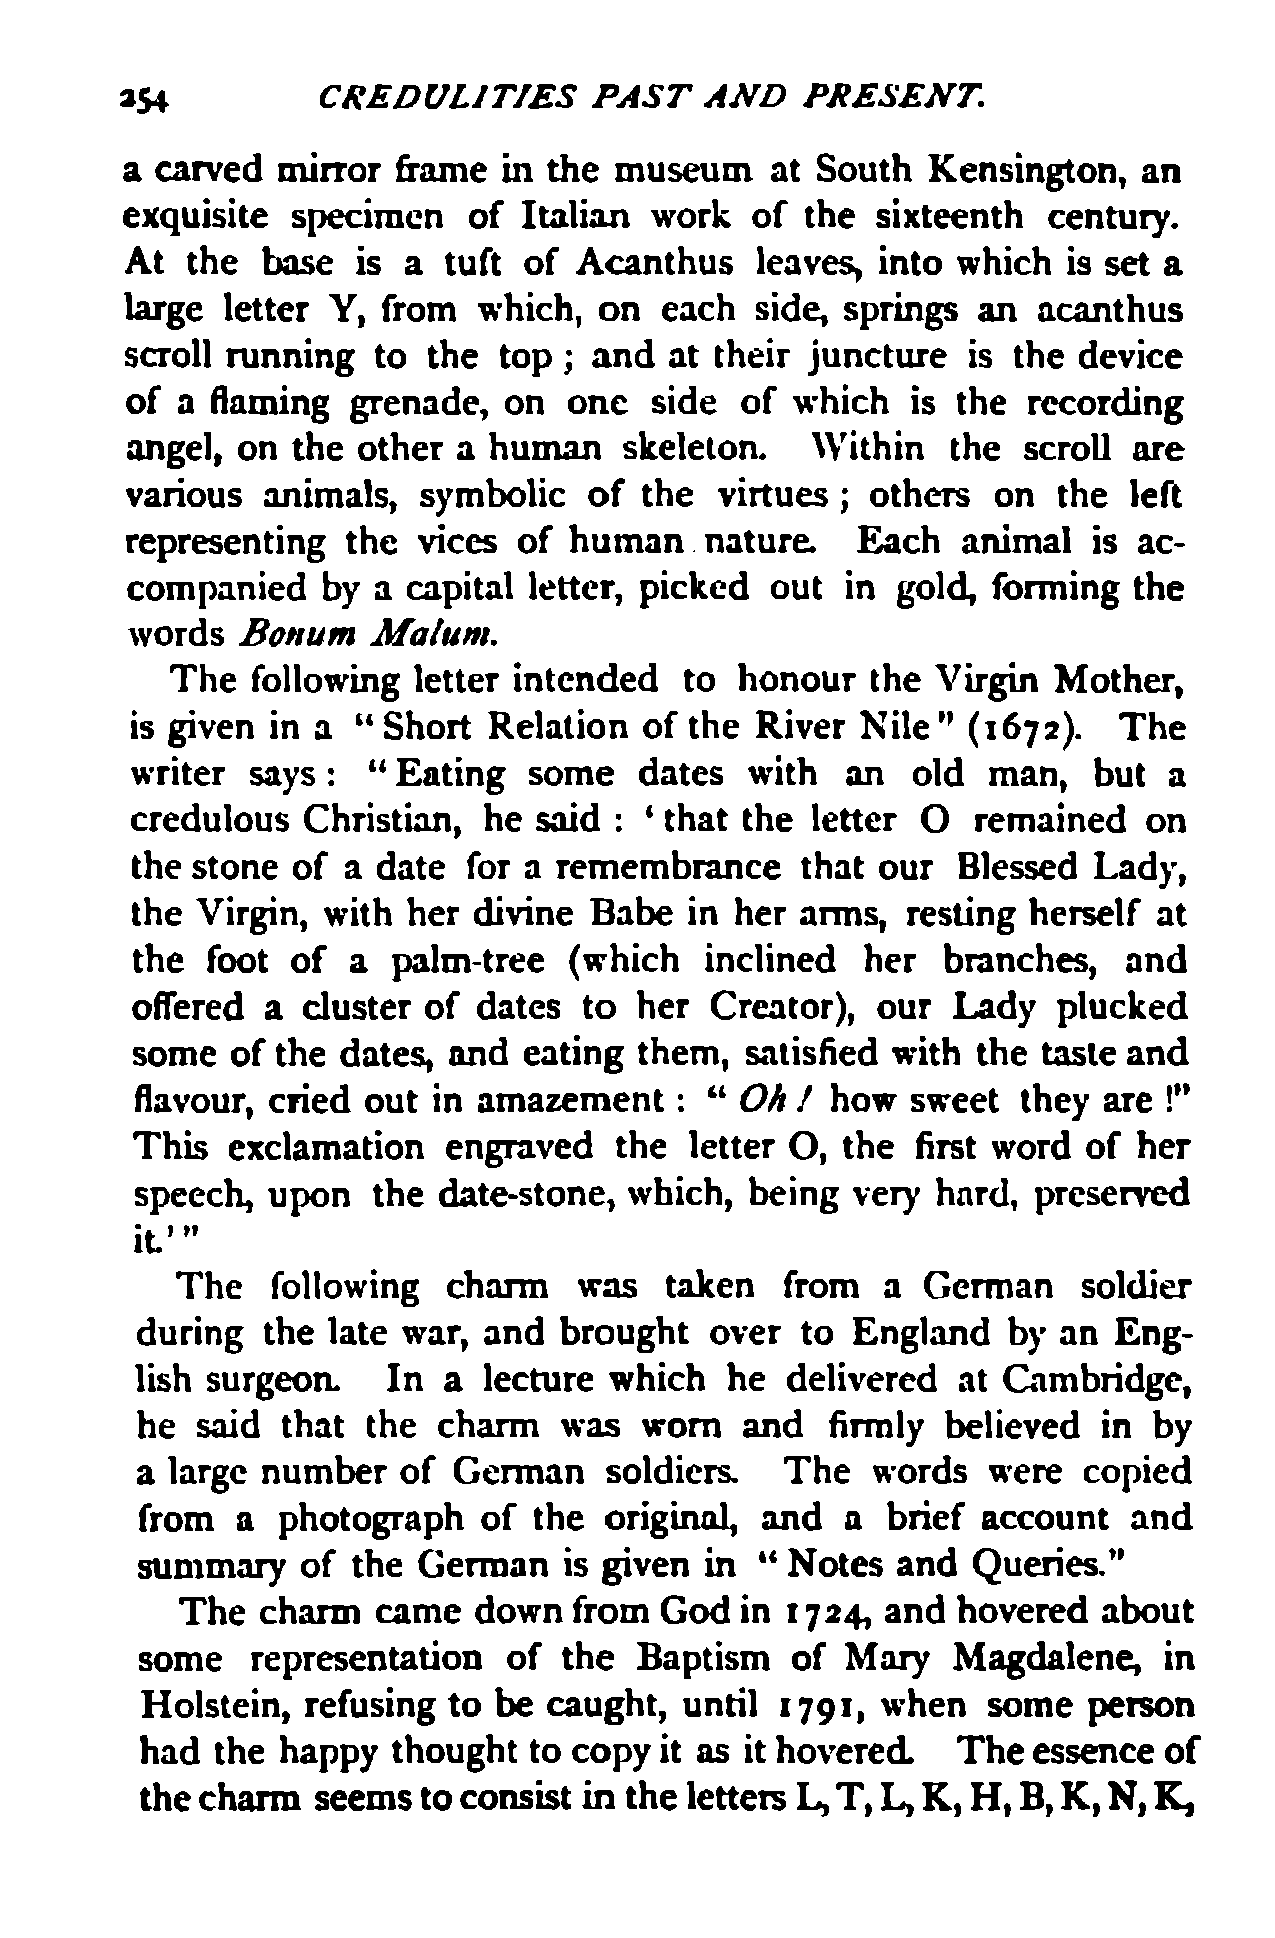 254 CREDULITIES PAST AND PRESENT.
a carved mirror frame in the museum at South Kensington, an
exquisite specimen of Italian work of the sixteenth century.
At the base is a tuft of Acanthus leaves, into which is set a
large letter Y, from which, on each side, springs an acanthus
scroll running to the top ; and at their juncture is the device
of a flaming grenade, on one side of which is the recording
angel, on the other a human skeleton. Within the scroll are
various animals, symbolic of the virtues ; others on the left
representing the vices of human nature. Each animal is ac-
companied by a capital letter, picked out in gold, forming the
words Bonum Malum.
The following letter intended to honour the Virgin Mother,
is given in a " Short Relation of the River Nile" (1672). The
writer says : " Eating some dates with an old man, but a
credulous Christian, he said : ' that the letter O remained on
the stone of a date for a remembrance that our Blessed Lady,
the Virgin, with her divine Babe in her arms, resting herself at
the foot of a palm-tree (which inclined her branches, and
offered a cluster of dates to her Creator), our Lady plucked
some of the dates, and eating them, satisfied with the taste and
flavour, cried out in amazement : " Oh ! how sweet they are !"
This exclamation engraved the letter O, the first word of her
speech, upon the date-stone, which, being very hard, preserved
it.' "
The following charm was taken from a German soldier
during the late war, and brought over to England by an Eng-
lish surgeon. In a lecture which he delivered at Cambridge,
he said that the charm was worn and firmly believed in by
a large number of German soldiers. The words were copied
from a photograph of the original, and a brief account and
summary of the German is given in " Notes and Queries."
The charm came down from God in 1724, and hovered about
some representation of the Baptism of Mary Magdalene, in
Holstein, refusing to be caught, until 1791, when some person
had the happy thought to copy it as it hovered. The essence of
the charm seems to consist in the letters L, T, L, K, H, B, K, N, K,